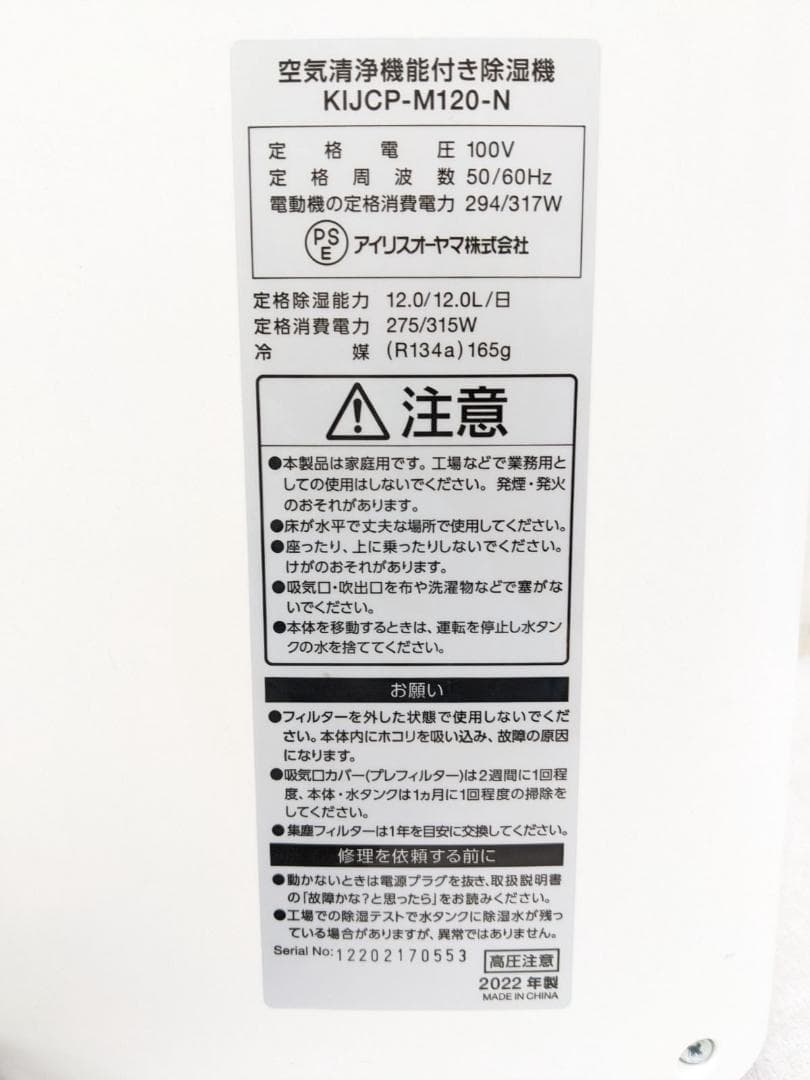 空気清浄機能付き除湿機
KIJCP-M120-N
定格電圧 100V
定格周波数 50/60Hz
電動機の定格消費電力 294/317W
PSE アイリスオーヤマ株式会社
定格除湿能力 12.0/12.0L/日
定格消費電力 275/315W
冷媒 (R134a)165g
注意
●本製品は家庭用です。工場などで業務用と
しての使用はしないでください。発煙・発火
のおそれがあります。
●床が水平で丈夫な場所で使用してください。
●座ったり、上に乗ったりしないでください。
けがのおそれがあります。
●吸気口・吹出口を布や洗濯物などで塞がな
いでください。
●本体を移動するときは、運転を停止し水タン
クの水を捨ててください。
お願い
●フィルターを外した状態で使用しないでくだ
さい。本体内にホコリを吸い込み、故障の原因
になります。
●吸気口カバー(プレフィルター)は2週間に1回程
度、本体・水タンクは1ヵ月に1回程度の掃除を
してください。
●集塵フィルターは1年を目安に交換してください。
修理を依頼する前に
●動かないときは電源プラグを抜き、取扱説明書
の「故障かな?と思ったら」をお読みください。
●工場での除湿テストで水タンクに除湿水が残っ
ている場合がありますが、異常ではありません。
Serial No: 12202170553
高圧注意
2022 年製
MADE IN CHINA